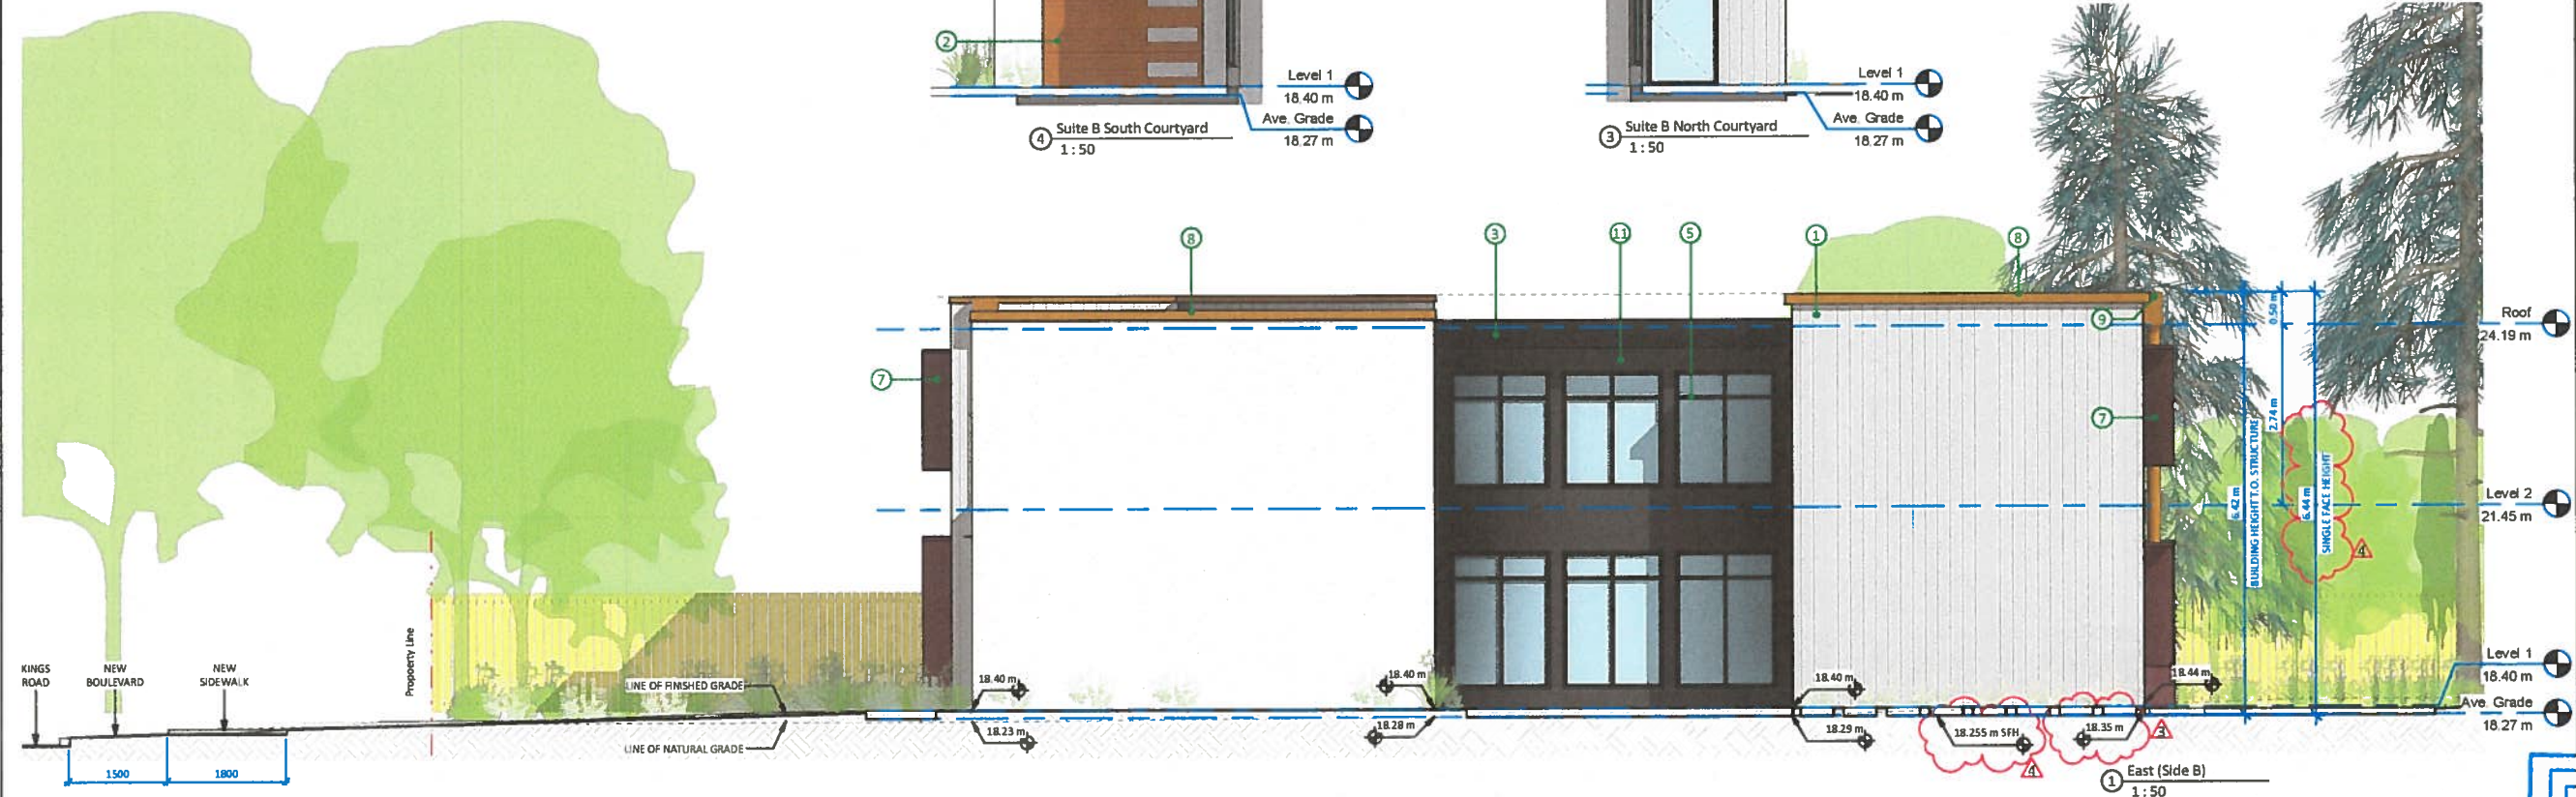 2
Level 1
18.40 m
Ave. Grade
18.27 m
4 Suite B South Courtyard
1 : 50
Level 1
18.40 m
Ave. Grade
18.27 m
3 Suite B North Courtyard
1 : 50
8
3
11
5
1
8
9
7
7
0.50 m
2.74 m
6.42 m
BUILDING HEIGHT T.O. STRUCTURE
6.44 m
SINGLE FACE HEIGHT
4
Roof
24.19 m
Level 2
21.45 m
Level 1
18.40 m
Ave. Grade
18.27 m
KINGS
ROAD
NEW
BOULEVARD
NEW
SIDEWALK
Property Line
LINE OF FINISHED GRADE
LINE OF NATURAL GRADE
18.40 m
18.40 m
18.40 m
18.44 m
18.23 m
18.28 m
18.29 m
18.255 m SFH
18.35 m
3
4
1500
1800
1 East (Side B)
1 : 50